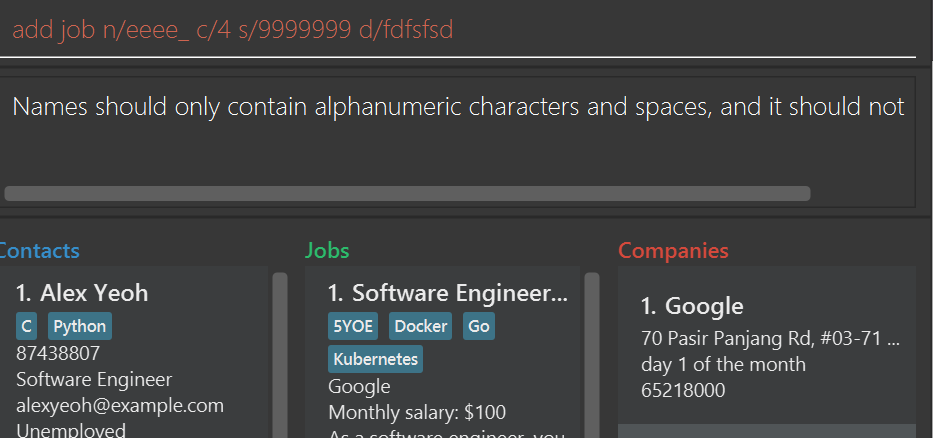 add job n/eeee_ c/4 s/9999999 d/fdfsfsd
Names should only contain alphanumeric characters and spaces, and it should not
Contacts
Jobs
Companies
1. Alex Yeoh
C Python
87438807
Software Engineer
alexyeoh@example.com
Unemployed
1. Software Engineer...
5YOE Docker Go
Kubernetes
Google
Monthly salary: $100
As a software engineer, you
1. Google
70 Pasir Panjang Rd, #03-71 ...
day 1 of the month
65218000